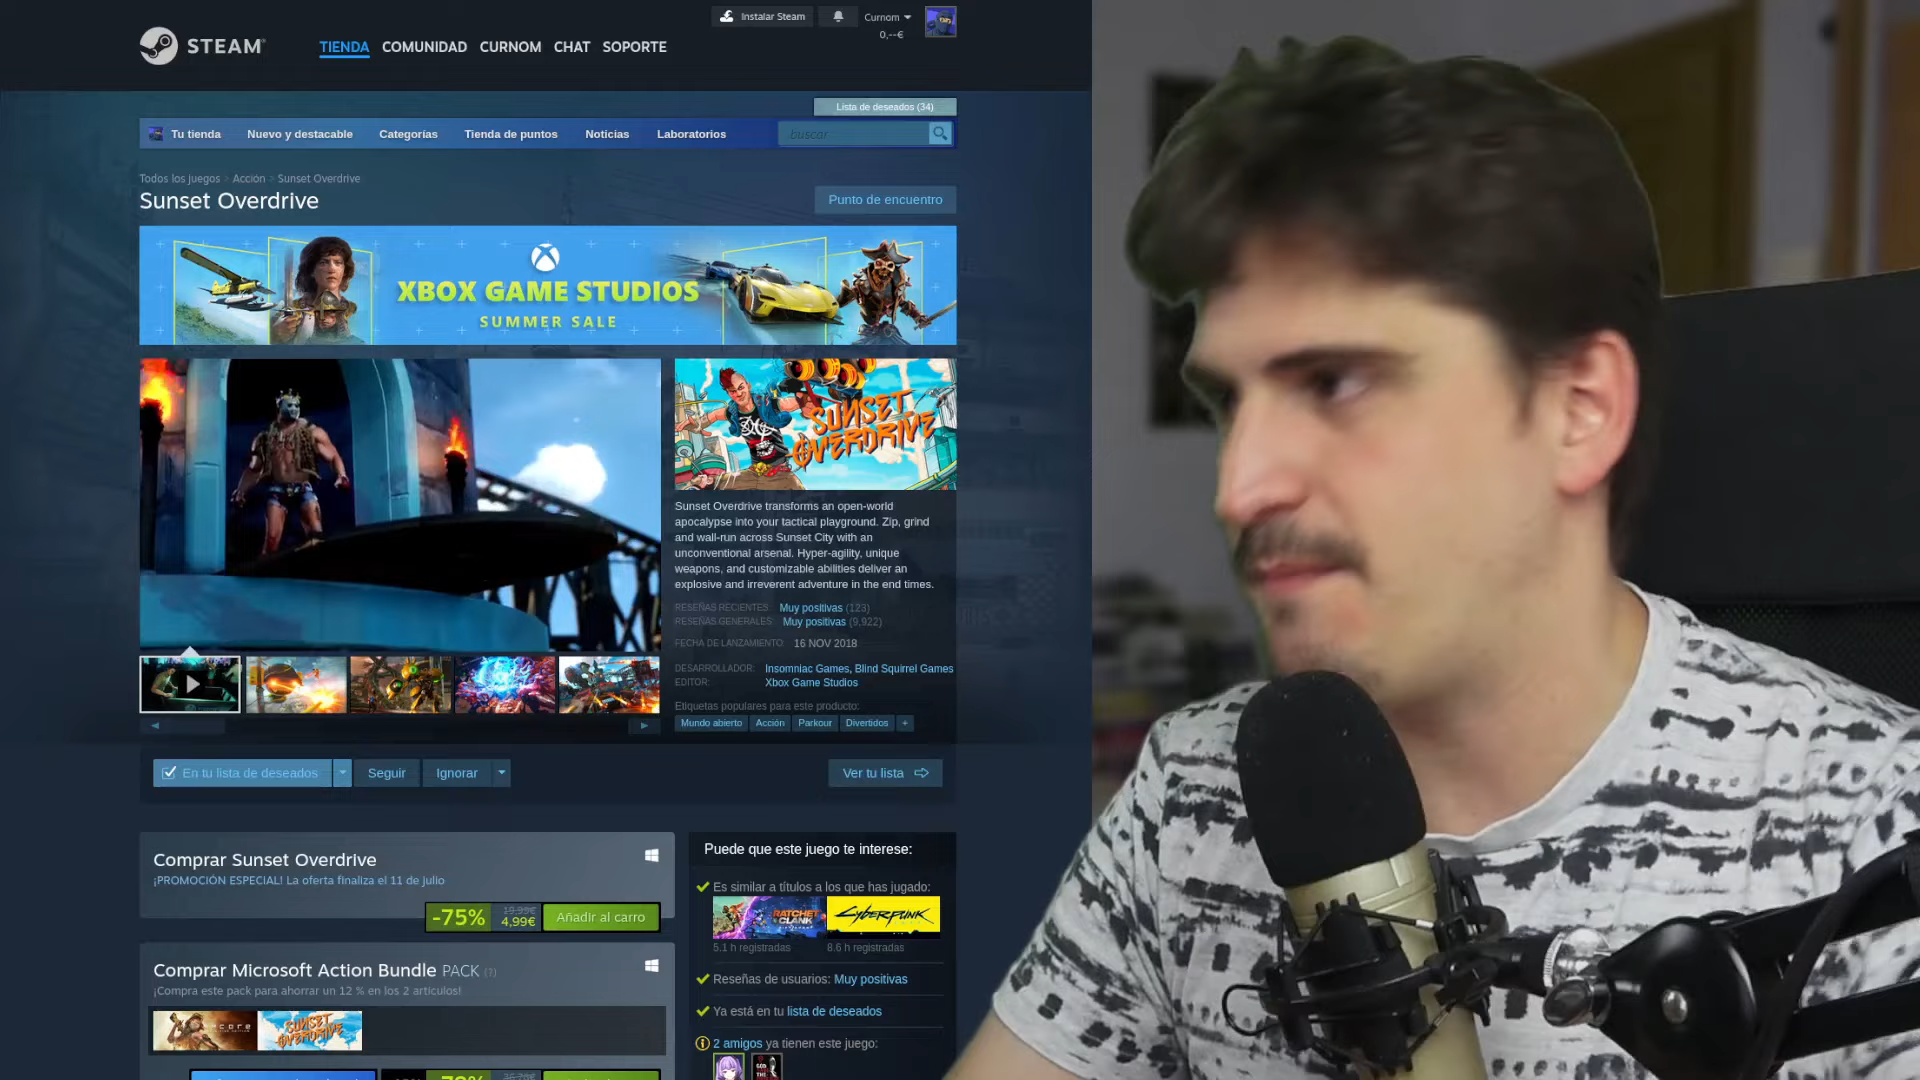 Instalar Steam
Curnom
0,--€
STEAM
TIENDA COMUNIDAD CURNOM CHAT SOPORTE
Lista de deseados (34)
Tu tienda Nuevo y destacable Categorías Tienda de puntos Noticias Laboratorios
buscar
Todos los juegos > Acción > Sunset Overdrive
Sunset Overdrive
Punto de encuentro
XBOX GAME STUDIOS
SUMMER SALE
SUNSET
OVERDRIVE
Sunset Overdrive transforms an open-world
apocalypse into your tactical playground. Zip, grind
and wall-run across Sunset City with an
unconventional arsenal. Hyper-agility, unique
weapons, and customizable abilities deliver an
explosive and irreverent adventure in the end times.
RESEÑAS RECIENTES: Muy positivas (123)
RESEÑAS GENERALES: Muy positivas (9,922)
FECHA DE LANZAMIENTO: 16 NOV 2018
DESARROLLADOR: Insomniac Games, Blind Squirrel Games
EDITOR: Xbox Game Studios
Etiquetas populares para este producto:
Mundo abierto Acción Parkour Divertidos +
En tu lista de deseados Seguir Ignorar Ver tu lista
Comprar Sunset Overdrive
¡PROMOCIÓN ESPECIAL! La oferta finaliza el 11 de julio
-75% 19,99€ 4,99€ Añadir al carro
Comprar Microsoft Action Bundle PACK (?)
¡Compra este pack para ahorrar un 12 % en los 2 artículos!
SUNSET
OVERDRIVE
Puede que este juego te interese:
Es similar a títulos a los que has jugado:
RATCHET
CLANK
Cyberpunk
5.1 h registradas 8.6 h registradas
Reseñas de usuarios: Muy positivas
Ya está en tu lista de deseados
2 amigos ya tienen este juego: